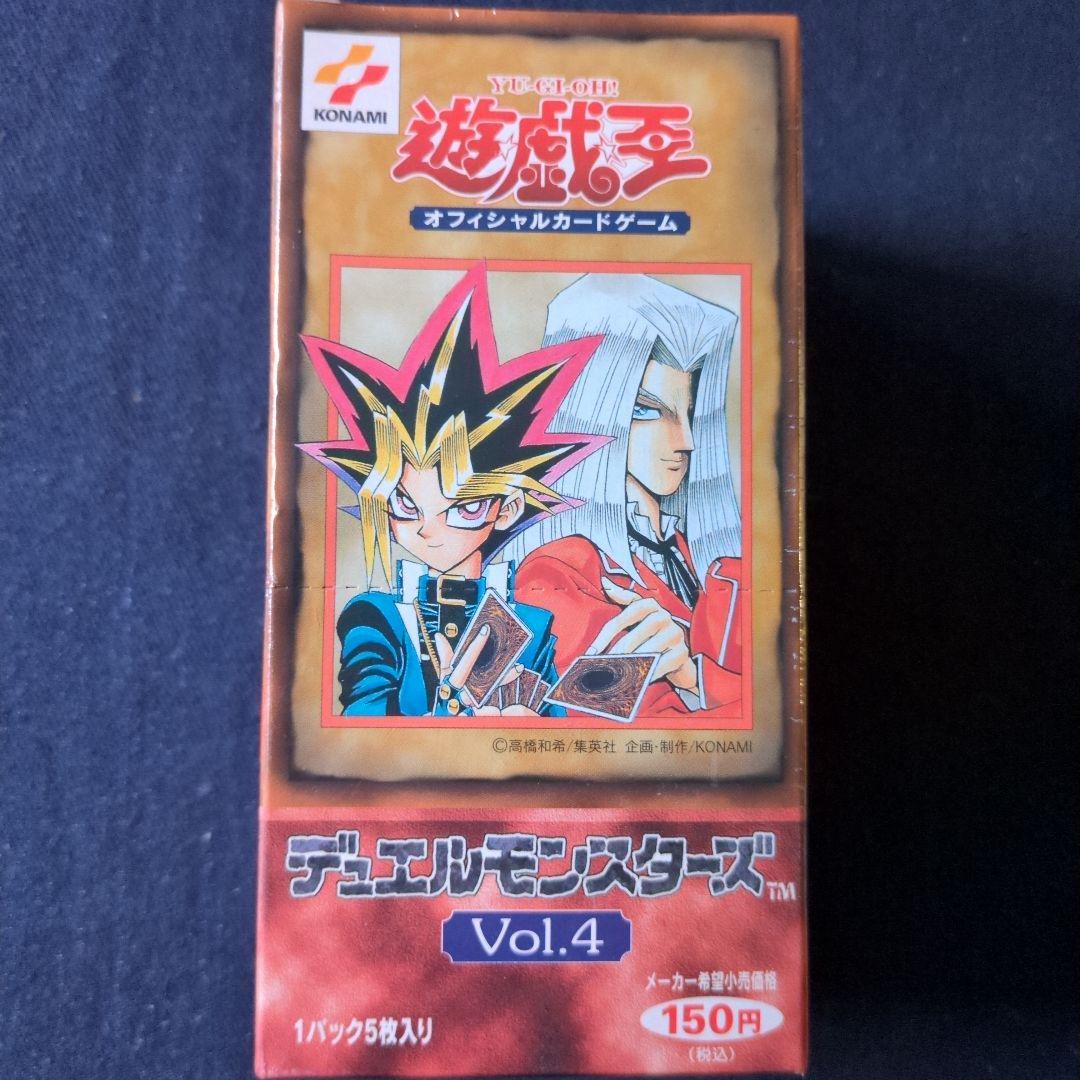 KONAMI
YU-GI-OH!
遊☆戯☆王
オフィシャルカードゲーム
©高橋和希/集英社 企画・制作/KONAMI
デュエルモンスターズ™
Vol.4
メーカー希望小売価格
150円
(税込)
1パック5枚入り